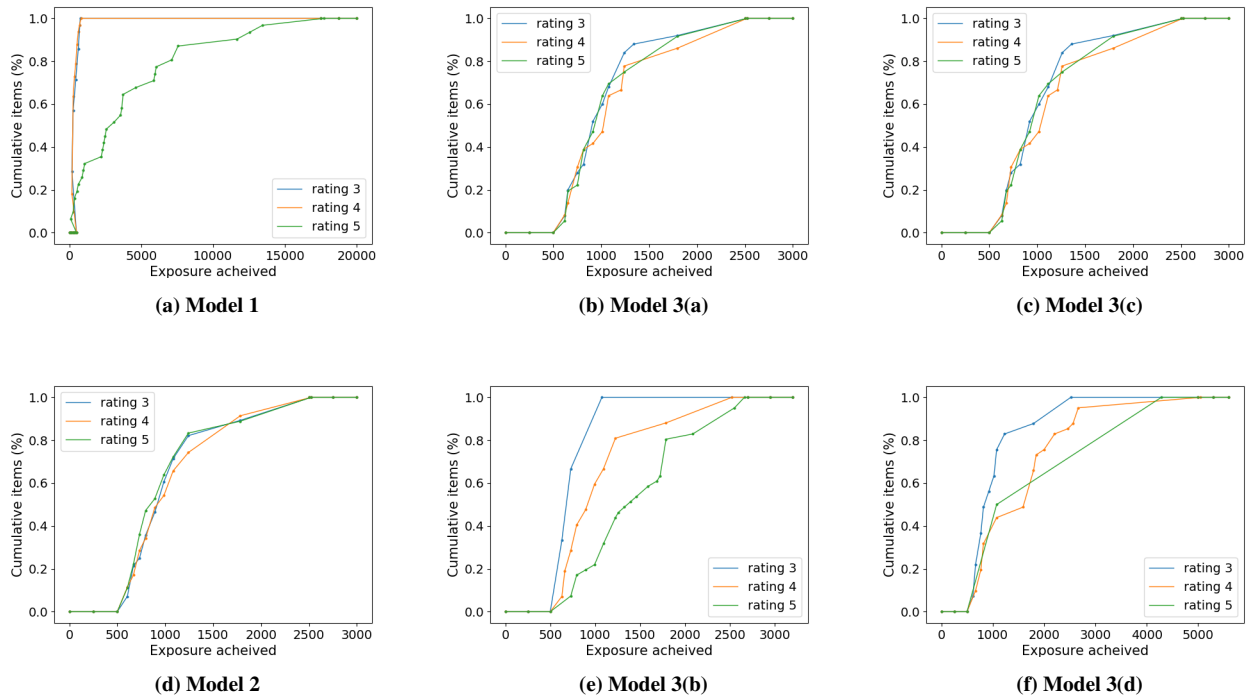 1.0
0.8
0.6
0.4
0.2
0.0
Cumulative items (%)
rating 3
rating 4
rating 5
0 5000 10000 15000 20000
Exposure acheived
(a) Model 1
1.0
0.8
0.6
0.4
0.2
0.0
Cumulative items (%)
rating 3
rating 4
rating 5
0 500 1000 1500 2000 2500 3000
Exposure acheived
(b) Model 3(a)
1.0
0.8
0.6
0.4
0.2
0.0
Cumulative items (%)
rating 3
rating 4
rating 5
0 500 1000 1500 2000 2500 3000
Exposure acheived
(c) Model 3(c)
1.0
0.8
0.6
0.4
0.2
0.0
Cumulative items (%)
rating 3
rating 4
rating 5
0 500 1000 1500 2000 2500 3000
Exposure acheived
(d) Model 2
1.0
0.8
0.6
0.4
0.2
0.0
Cumulative items (%)
rating 3
rating 4
rating 5
0 500 1000 1500 2000 2500 3000
Exposure acheived
(e) Model 3(b)
1.0
0.8
0.6
0.4
0.2
0.0
Cumulative items (%)
rating 3
rating 4
rating 5
0 1000 2000 3000 4000 5000
Exposure acheived
(f) Model 3(d)